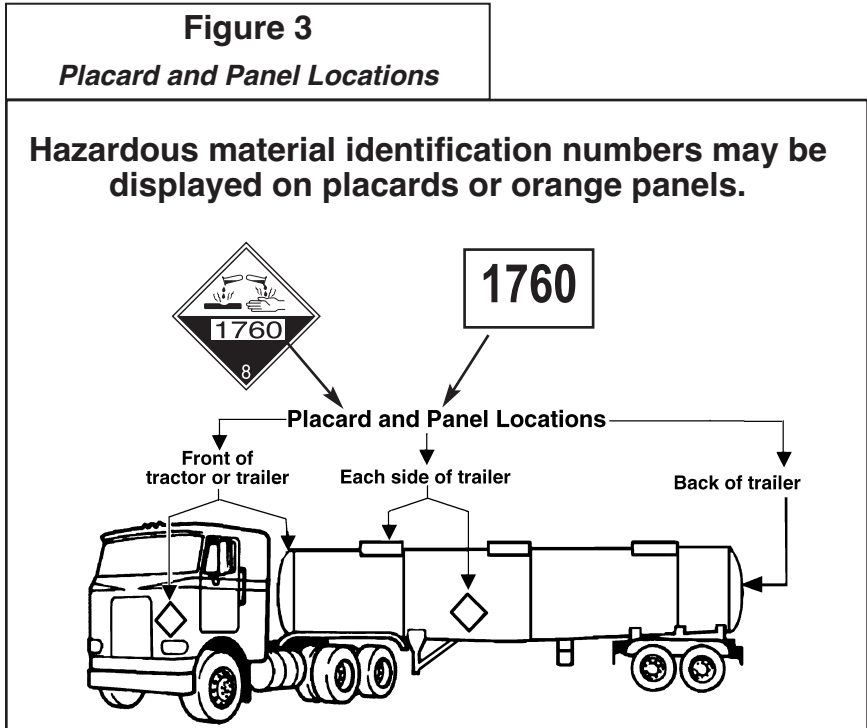 Figure 3
Placard and Panel Locations
Hazardous material identification numbers may be
displayed on placards or orange panels.
1760
8
1760
Placard and Panel Locations
Front of
tractor or trailer
Each side of trailer
Back of trailer